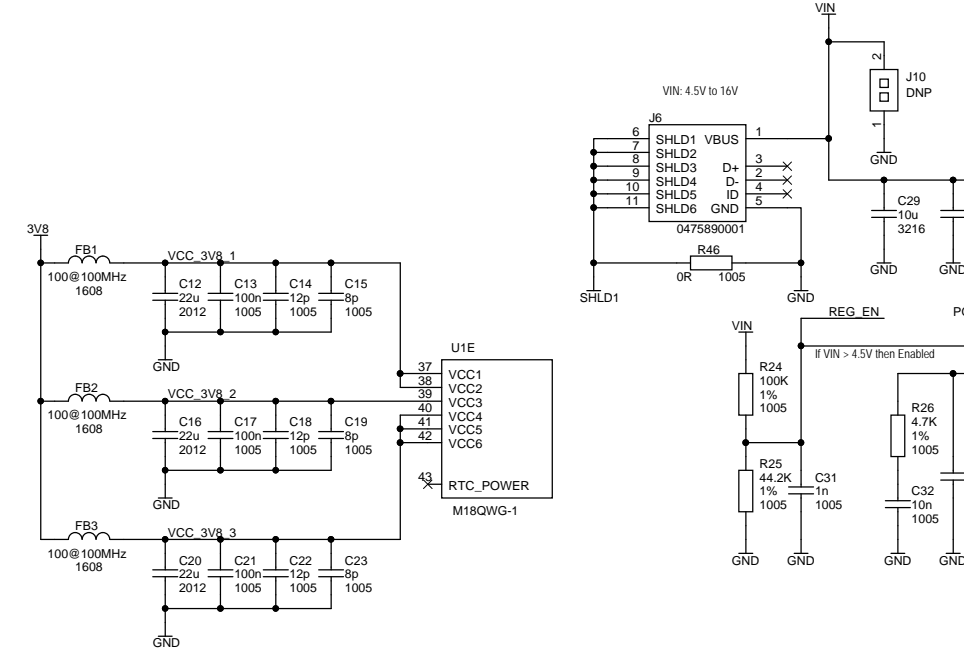 3V8
FB1
100@100MHz
1608
VCC_3V8_1
C12
22u
2012
C13
100n
1005
C14
12p
1005
C15
8p
1005
GND
FB2
100@100MHz
1608
VCC_3V8_2
C16
22u
2012
C17
100n
1005
C18
12p
1005
C19
8p
1005
GND
FB3
100@100MHz
1608
VCC_3V8_3
C20
22u
2012
C21
100n
1005
C22
12p
1005
C23
8p
1005
GND
U1E
37 VCC1
38 VCC2
39 VCC3
40 VCC4
41 VCC5
42 VCC6
43 RTC_POWER
M18QWG-1
VIN: 4.5V to 16V
J6
6 SHLD1 VBUS 1
7 SHLD2
8 SHLD3 D+ 3
9 SHLD4 D- 2
10 SHLD5 ID 4
11 SHLD6 GND 5
0475890001
R46
0R 1005
SHLD1
GND
VIN
2
J10
DNP
1
GND
C29
10u
3216
GND
GND
VIN
REG_EN
PO
If VIN > 4.5V then Enabled
R24
100K
1%
1005
R25
44.2K
1%
1005
C31
1n
1005
GND
GND
R26
4.7K
1%
1005
C32
10n
1005
GND
GND